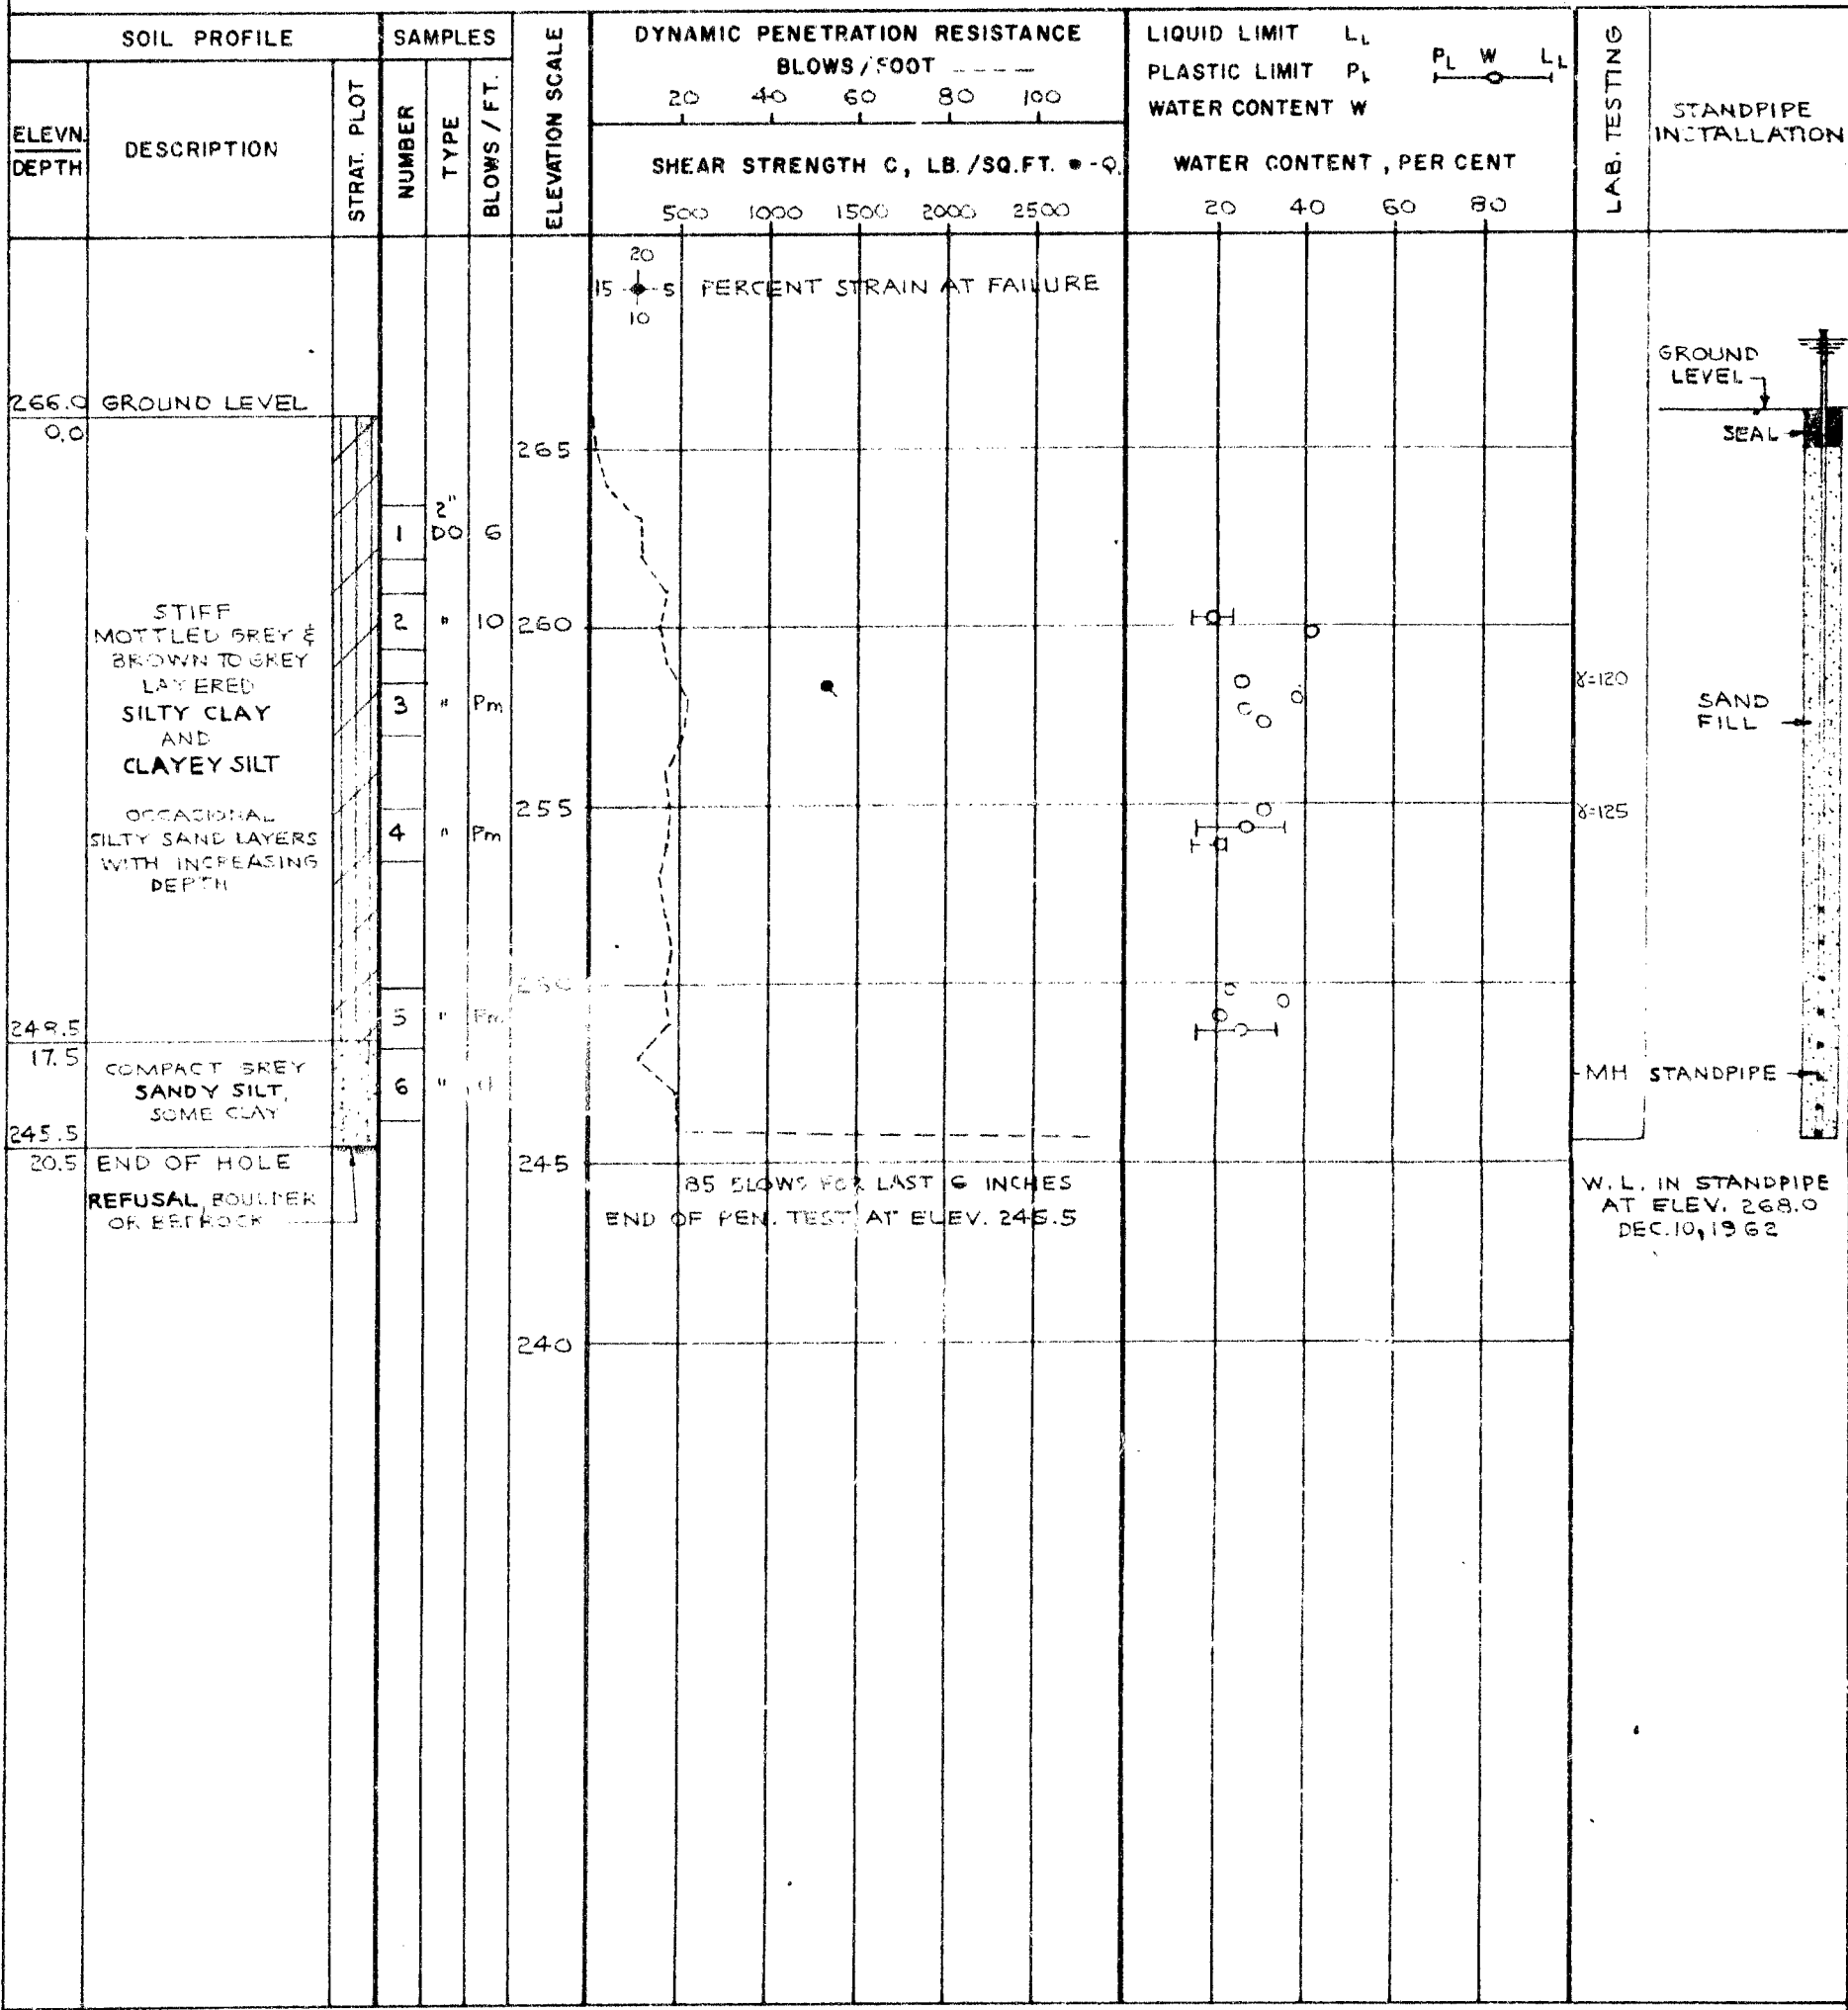 SOIL PROFILE
SAMPLES
ELEVATION SCALE
DYNAMIC PENETRATION RESISTANCE
BLOWS / FOOT
20 40 60 80 100
SHEAR STRENGTH C, LB./SQ.FT. ● -Q
500 1000 1500 2000 2500
LIQUID LIMIT LL
PLASTIC LIMIT PL
WATER CONTENT W
PL W LL
WATER CONTENT, PER CENT
20 40 60 80
LAB. TESTING
STANDPIPE
INSTALLATION
ELEVN.
DEPTH
DESCRIPTION
STRAT. PLOT
NUMBER
TYPE
BLOWS / FT.
20
15 5 PERCENT STRAIN AT FAILURE
10
266.0 GROUND LEVEL
0.0
GROUND
LEVEL
SEAL
265
1 2" DO 6
2 " 10
260
STIFF
MOTTLED GREY &
BROWN TO GREY
LAYERED
SILTY CLAY
AND
CLAYEY SILT
3 " Pm
γ=120
SAND
FILL
OCCASIONAL
SILTY SAND LAYERS
WITH INCREASING
DEPTH
255
4 " Pm
γ=125
250
5 " Pm
248.5
17.5
COMPACT GREY
SANDY SILT,
SOME CLAY
6 "
MH STANDPIPE
245.5
20.5 END OF HOLE
REFUSAL, BOULDER
OR BEDROCK
245
85 BLOWS FOR LAST 6 INCHES
END OF PEN. TEST AT ELEV. 245.5
W.L. IN STANDPIPE
AT ELEV. 268.0
DEC. 10, 1962
240